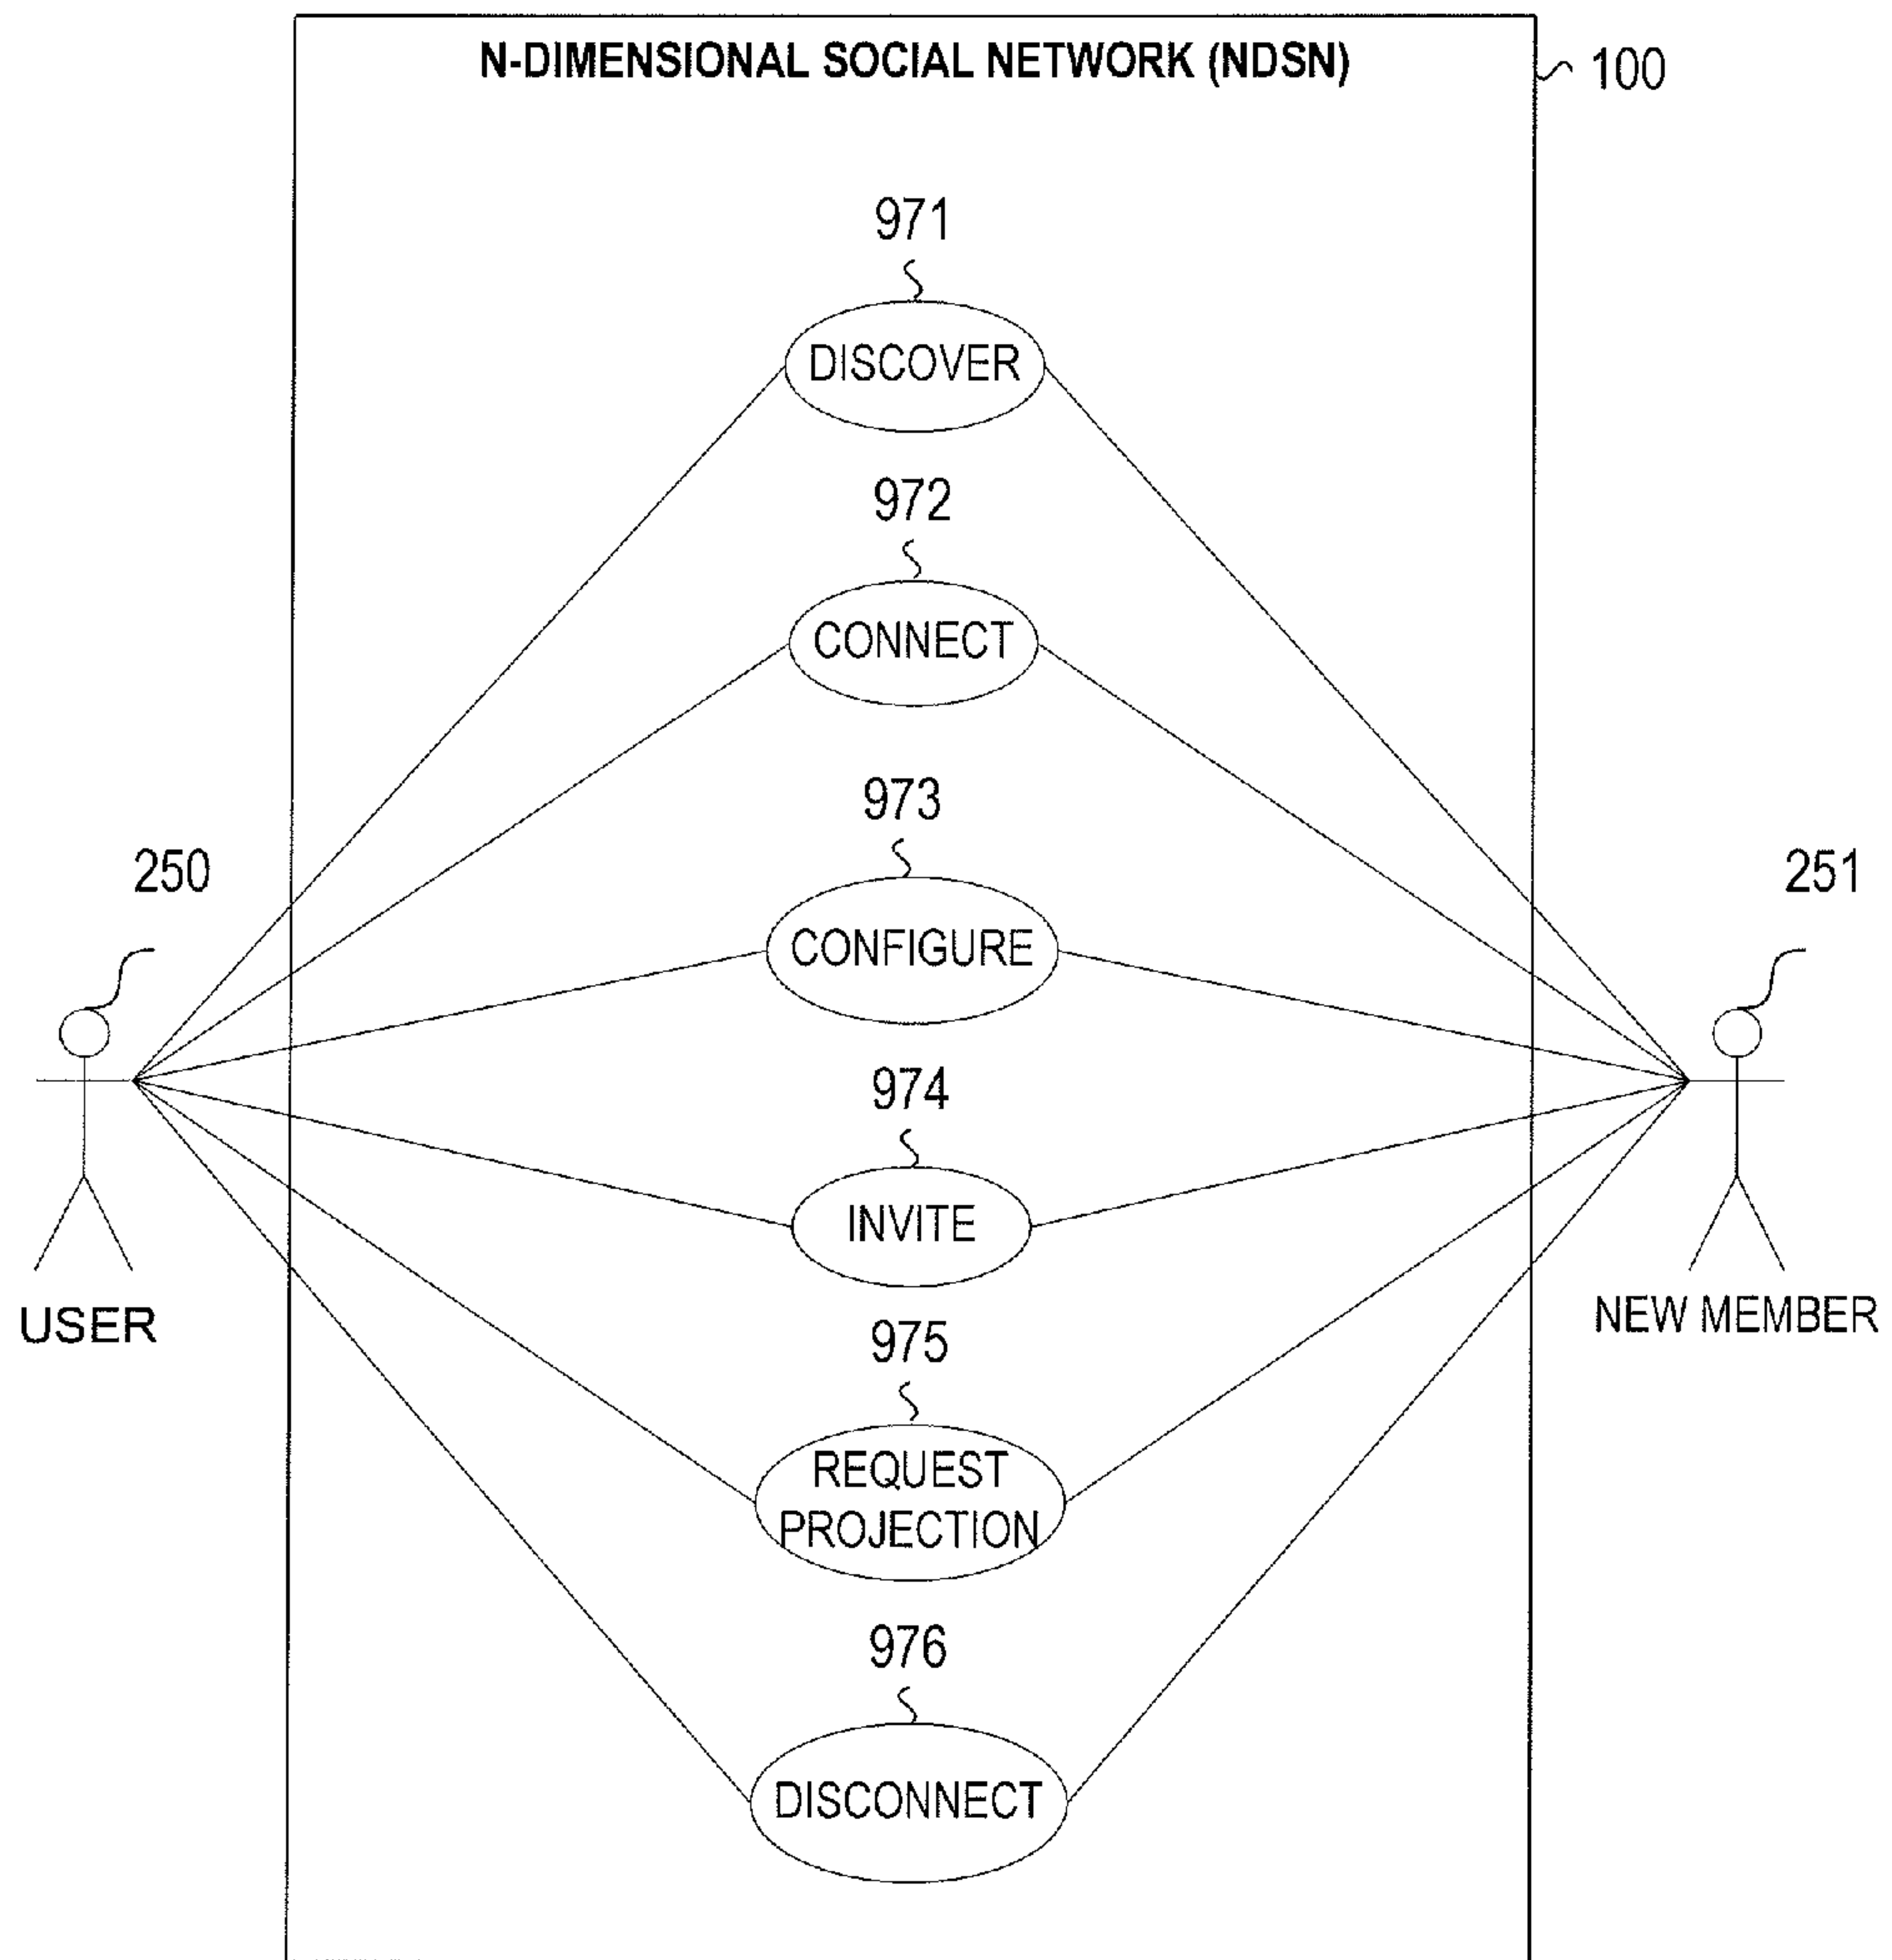 N-DIMENSIONAL SOCIAL NETWORK (NDSN)
100
971
DISCOVER
972
CONNECT
973
CONFIGURE
250
251
974
INVITE
USER
NEW MEMBER
975
REQUEST
PROJECTION
976
DISCONNECT